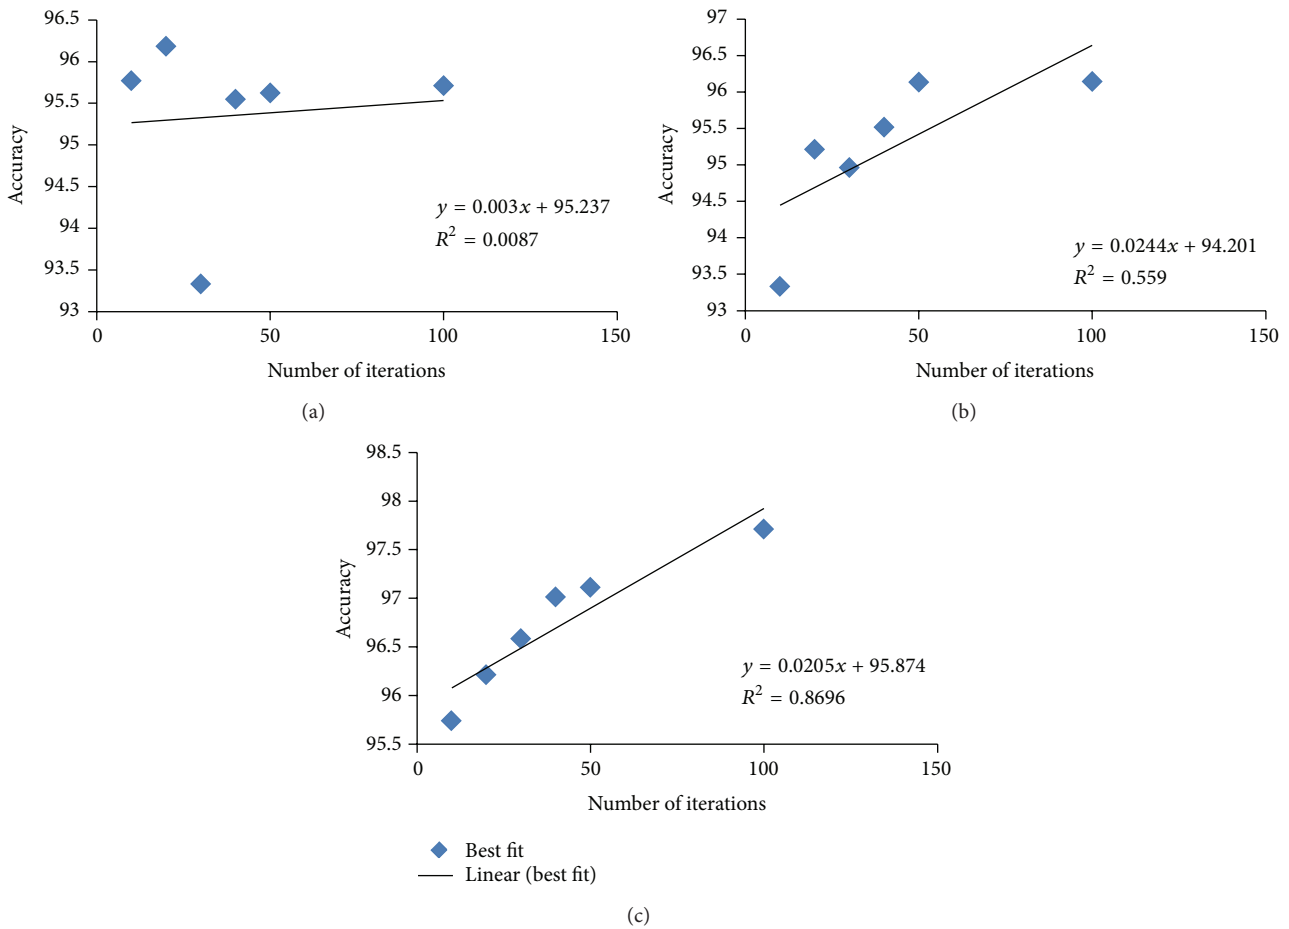 96.5
96
95.5
95
94.5
94
93.5
93
Accuracy
y = 0.003x + 95.237
R² = 0.0087
0 50 100 150
Number of iterations
(a)
97
96.5
96
95.5
95
94.5
94
93.5
93
Accuracy
y = 0.0244x + 94.201
R² = 0.559
0 50 100 150
Number of iterations
(b)
98.5
98
97.5
97
96.5
96
95.5
Accuracy
y = 0.0205x + 95.874
R² = 0.8696
0 50 100 150
Number of iterations
Best fit
Linear (best fit)
(c)